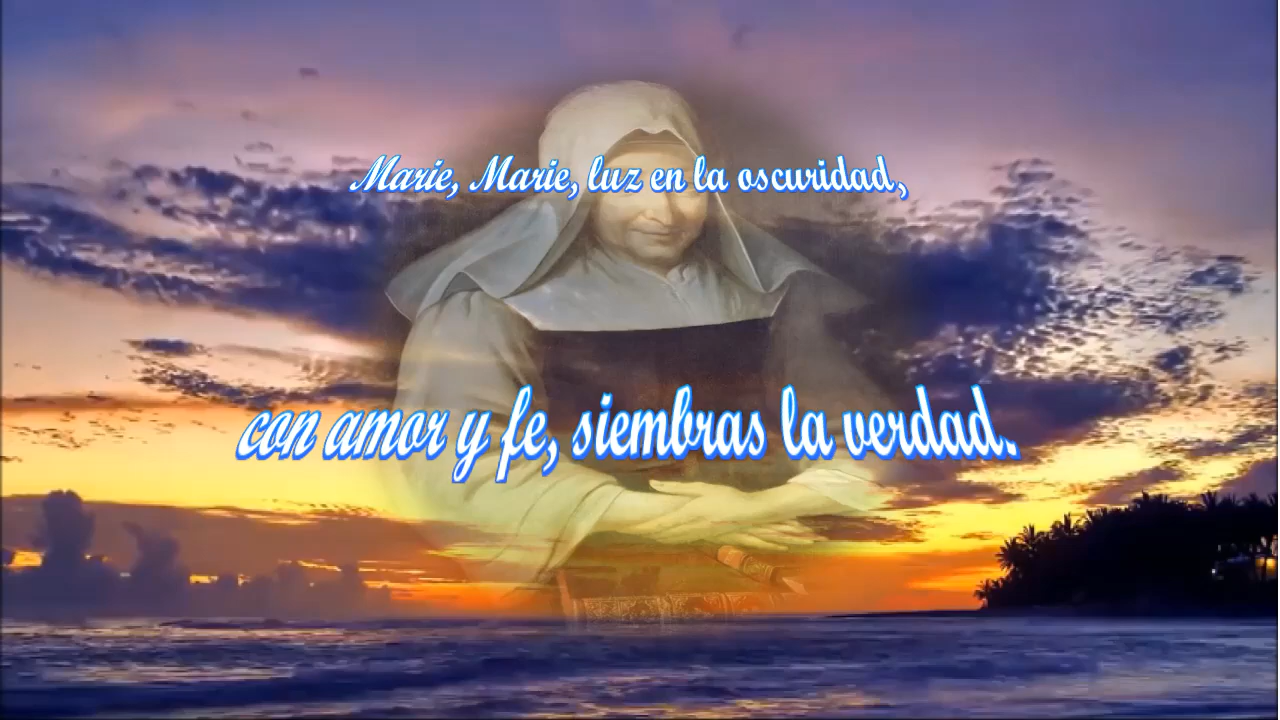 Marie, Marie, luz en la oscuridad,
con amor y fe, siembras la verdad.